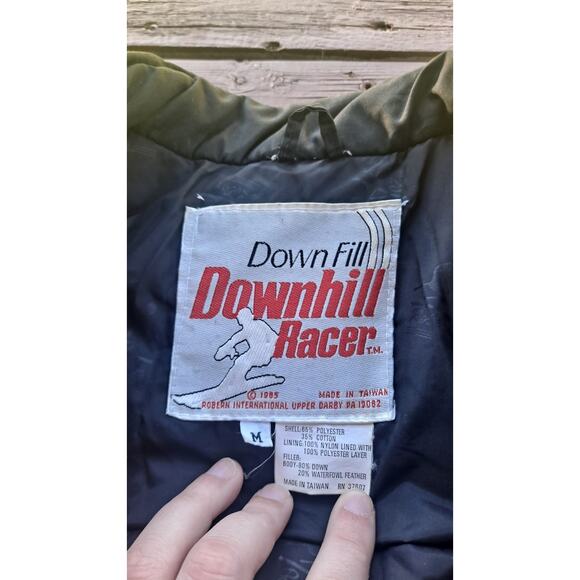 Down Fill
Downhill
Racer T.M.
© 1985 MADE IN TAIWAN
ROBERN INTERNATIONAL UPPER DARBY PA 19082
M
SHELL: 65% POLYESTER
35% COTTON
LINING: 100% NYLON LINED WITH
100% POLYESTER LAYER
FILLER:
BODY-80% DOWN
20% WATERFOWL FEATHER
MADE IN TAIWAN RN